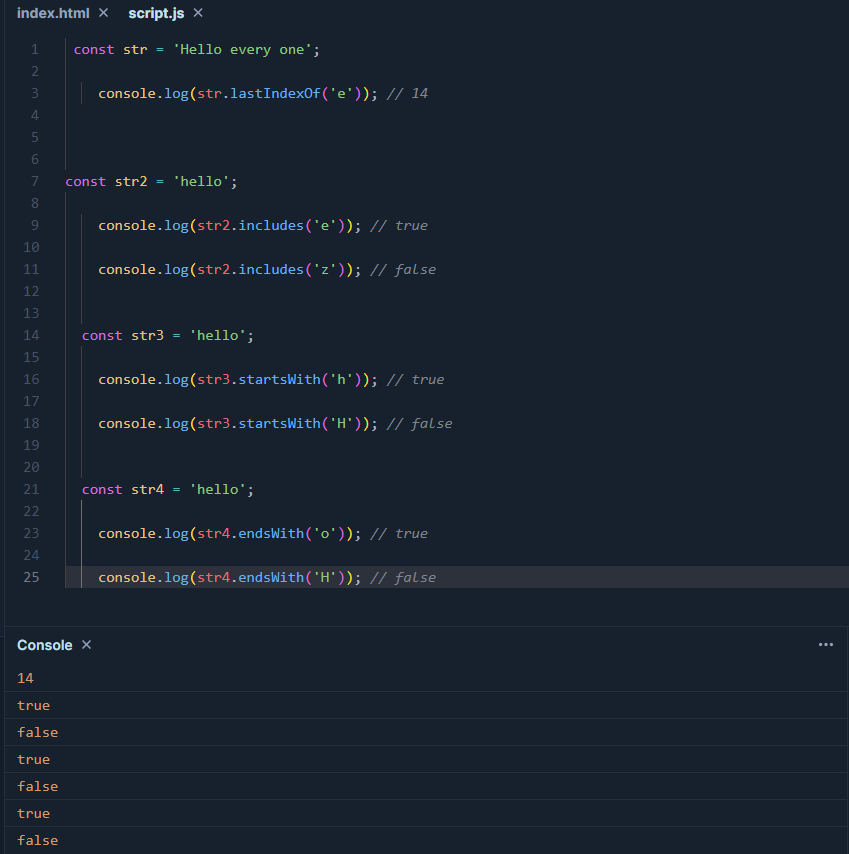 index.html ×  script.js ×
1 const str = 'Hello every one';
2
3 console.log(str.lastIndexOf('e')); // 14
4
5
6
7 const str2 = 'hello';
8
9 console.log(str2.includes('e')); // true
10
11 console.log(str2.includes('z')); // false
12
13
14 const str3 = 'hello';
15
16 console.log(str3.startsWith('h')); // true
17
18 console.log(str3.startsWith('H')); // false
19
20
21 const str4 = 'hello';
22
23 console.log(str4.endsWith('o')); // true
24
25 console.log(str4.endsWith('H')); // false
Console × ···
14
true
false
true
false
true
false